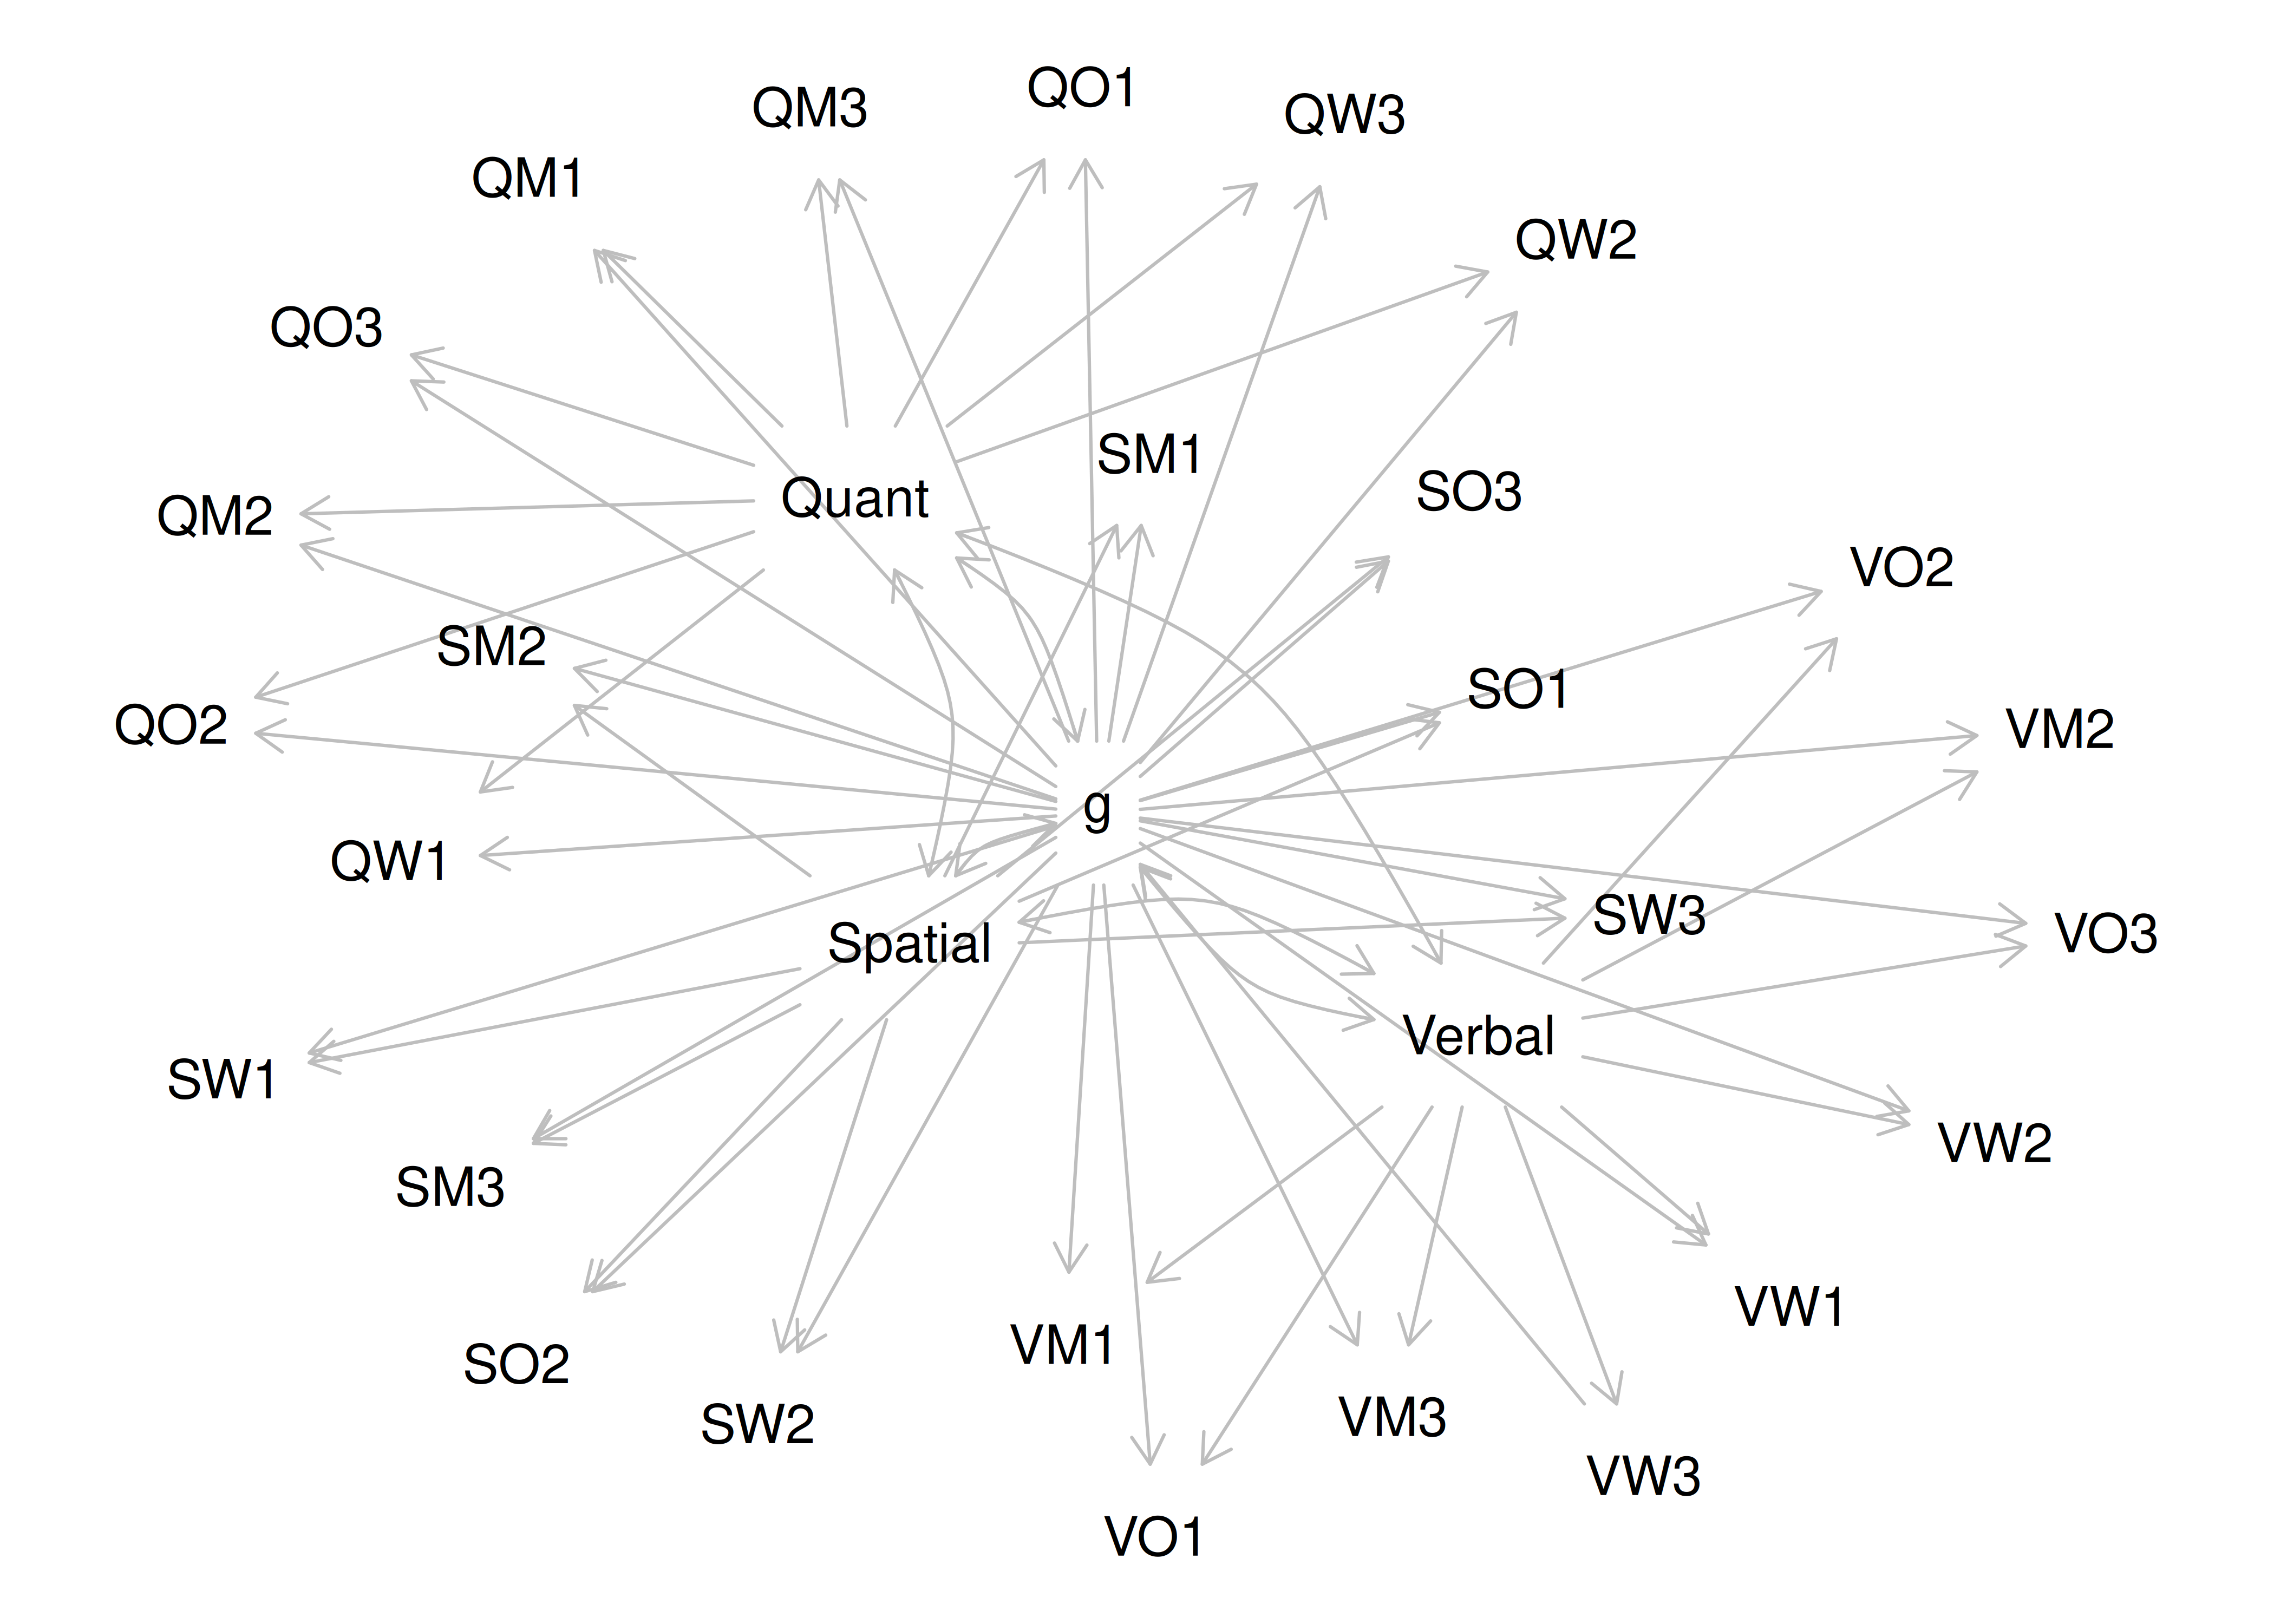 QO1
QM3
QW3
QM1
QW2
QO3
SM1
SO3
Quant
QM2
VO2
SM2
SO1
QO2
VM2
g
QW1
SW3
VO3
Spatial
Verbal
SW1
VW2
SM3
VW1
VM1
SO2
VM3
SW2
VW3
VO1